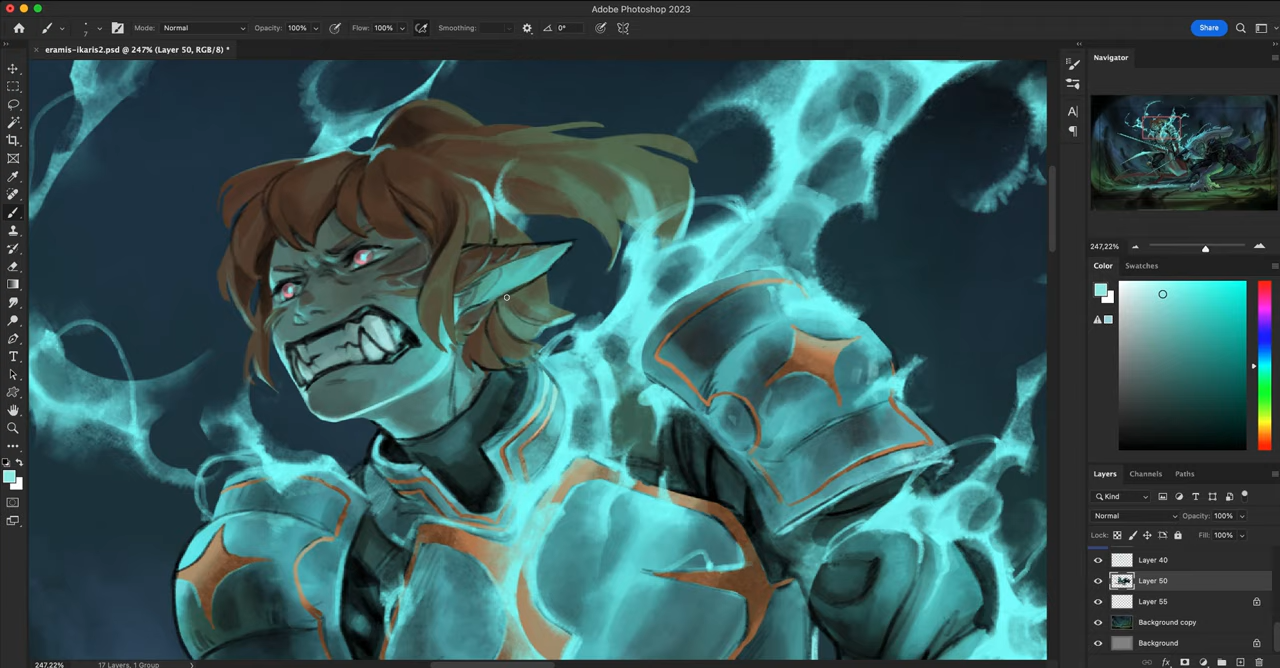 Adobe Photoshop 2023
7 Mode: Normal Opacity: 100% Flow: 100% Smoothing: 0° Share
× eramis-ikaris2.psd @ 247% (Layer 50, RGB/8) *
Navigator
247,22%
Color Swatches
Layers Channels Paths
Kind
Normal Opacity: 100%
Lock: Fill: 100%
Layer 40
Layer 50
Layer 55
Background copy
Background
fx
247,22% 17 Layers, 1 Group